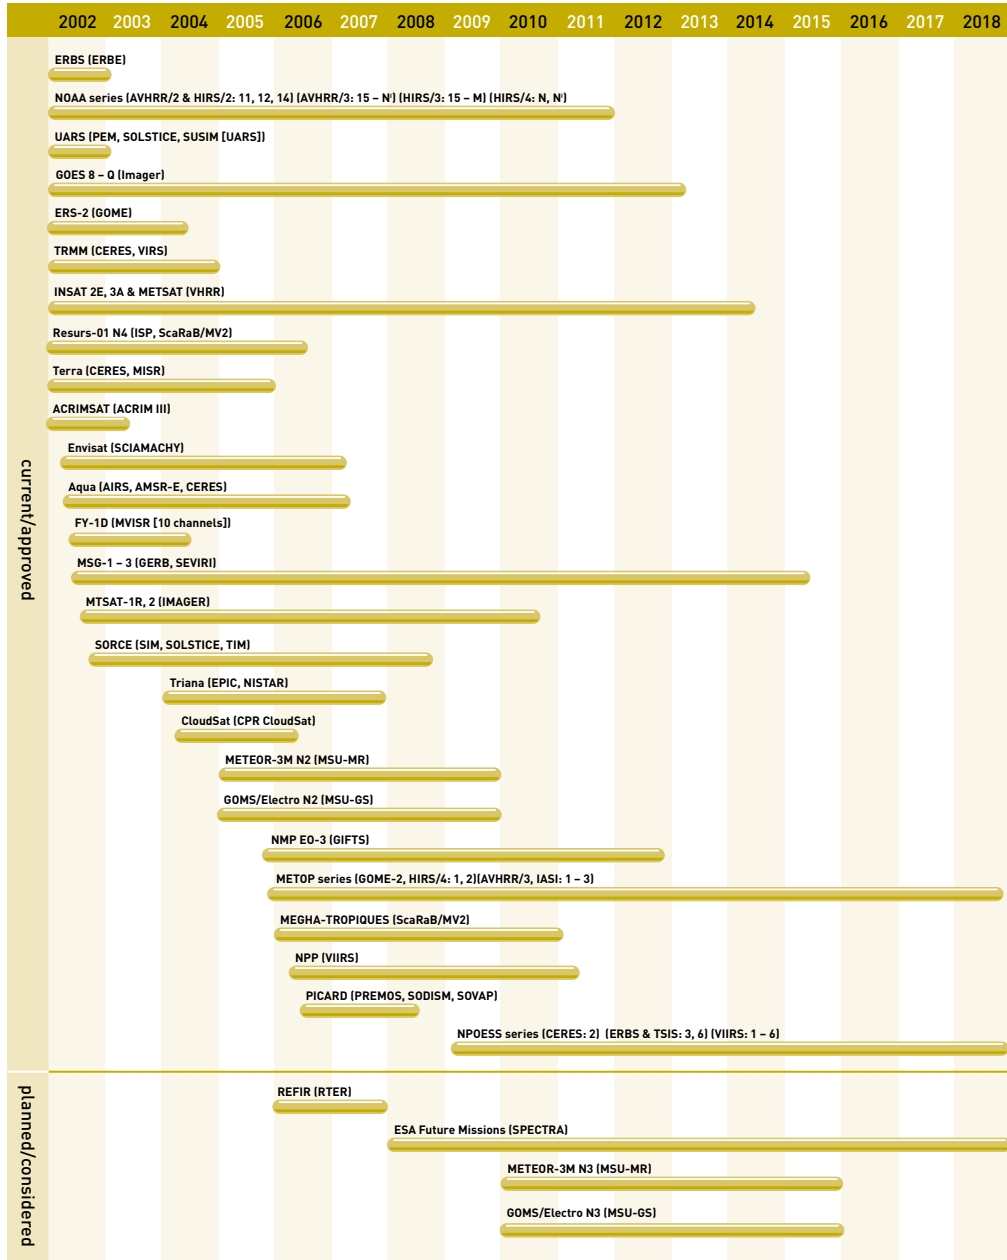 2002 2003 2004 2005 2006 2007 2008 2009 2010 2011 2012 2013 2014 2015 2016 2017 2018
current/approved
ERBS (ERBE)
NOAA series (AVHRR/2 & HIRS/2: 11, 12, 14) (AVHRR/3: 15 – N') (HIRS/3: 15 – M) (HIRS/4: N, N')
UARS (PEM, SOLSTICE, SUSIM [UARS])
GOES 8 – Q (Imager)
ERS-2 (GOME)
TRMM (CERES, VIRS)
INSAT 2E, 3A & METSAT (VHRR)
Resurs-01 N4 (ISP, ScaRaB/MV2)
Terra (CERES, MISR)
ACRIMSAT (ACRIM III)
Envisat (SCIAMACHY)
Aqua (AIRS, AMSR-E, CERES)
FY-1D (MVISR [10 channels])
MSG-1 – 3 (GERB, SEVIRI)
MTSAT-1R, 2 (IMAGER)
SORCE (SIM, SOLSTICE, TIM)
Triana (EPIC, NISTAR)
CloudSat (CPR CloudSat)
METEOR-3M N2 (MSU-MR)
GOMS/Electro N2 (MSU-GS)
NMP EO-3 (GIFTS)
METOP series (GOME-2, HIRS/4: 1, 2)(AVHRR/3, IASI: 1 – 3)
MEGHA-TROPIQUES (ScaRaB/MV2)
NPP (VIIRS)
PICARD (PREMOS, SODISM, SOVAP)
NPOESS series (CERES: 2) (ERBS & TSIS: 3, 6) (VIIRS: 1 – 6)
planned/considered
REFIR (RTER)
ESA Future Missions (SPECTRA)
METEOR-3M N3 (MSU-MR)
GOMS/Electro N3 (MSU-GS)